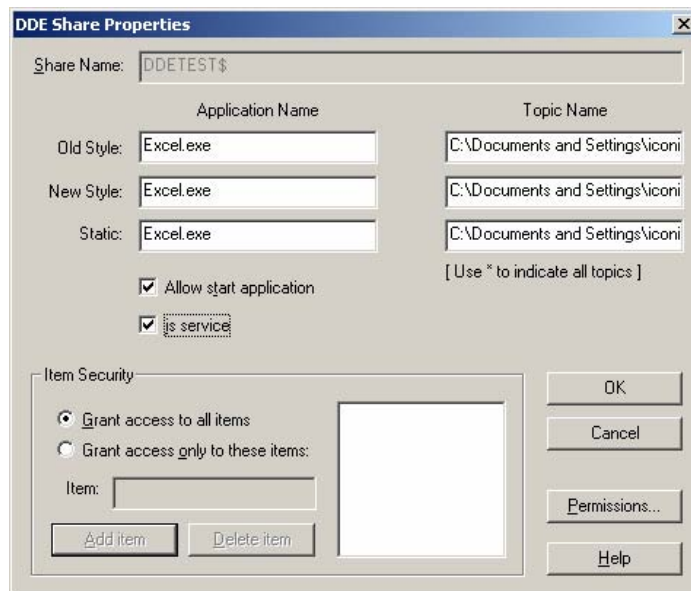 DDE Share Properties
Share Name: DDETEST$
Application Name Topic Name
Old Style: Excel.exe C:\Documents and Settings\iconi
New Style: Excel.exe C:\Documents and Settings\iconi
Static: Excel.exe C:\Documents and Settings\iconi
Allow start application [ Use * to indicate all topics ]
is service
Item Security
Grant access to all items
Grant access only to these items:
Item:
Add item Delete item
OK
Cancel
Permissions...
Help